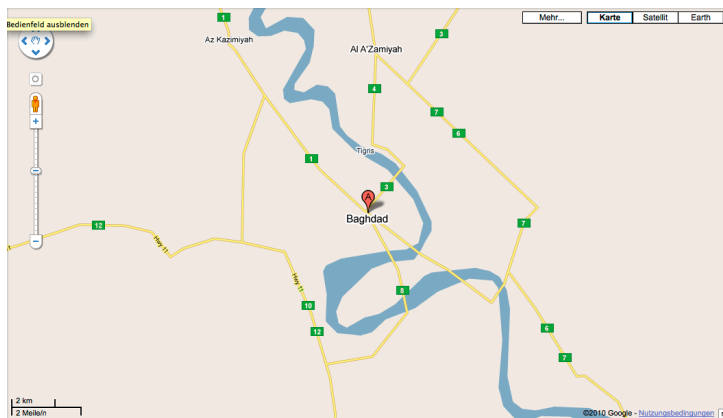 Bedienfeld ausblenden
Mehr...
Karte
Satellit
Earth
1
Az Kazimiyah
3
Al A'Zamiyah
4
7
6
Tigris
1
3
A
Baghdad
12
7
Hwy 11
Hwy 11
8
10
12
6
7
2 km
2 Meile/n
©2010 Google - Nutzungsbedingungen